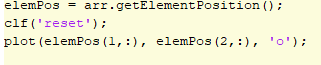 elemPos = arr.getElementPosition();
clf('reset');
plot(elemPos(1,:), elemPos(2,:), 'o');